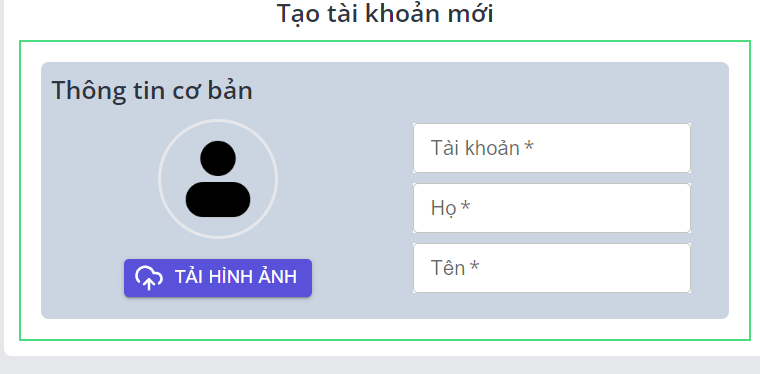 Tạo tài khoản mới
Thông tin cơ bản
Tài khoản *
Họ *
Tên *
TẢI HÌNH ẢNH